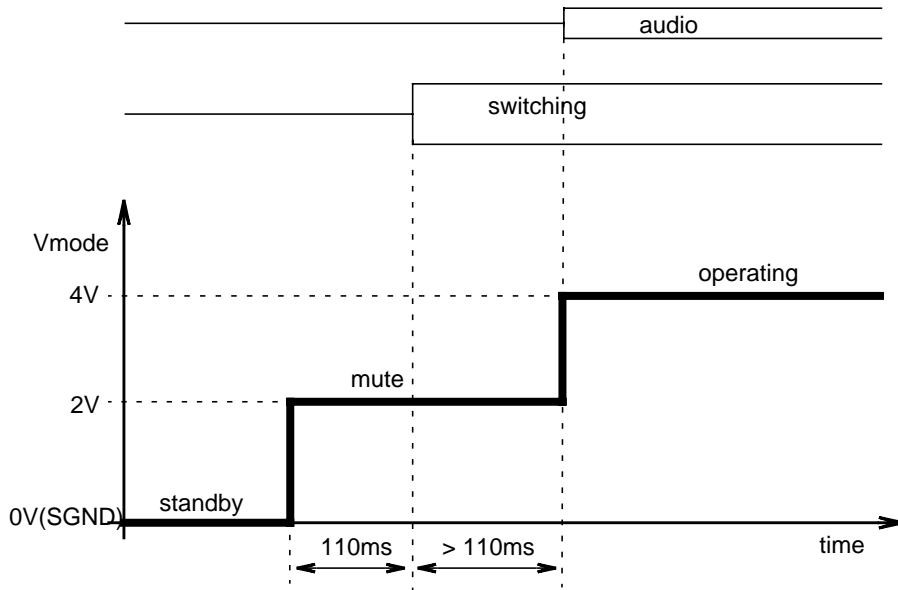 audio
switching
Vmode
4V
operating
mute
2V
standby
0V(SGND)
110ms
> 110ms
time